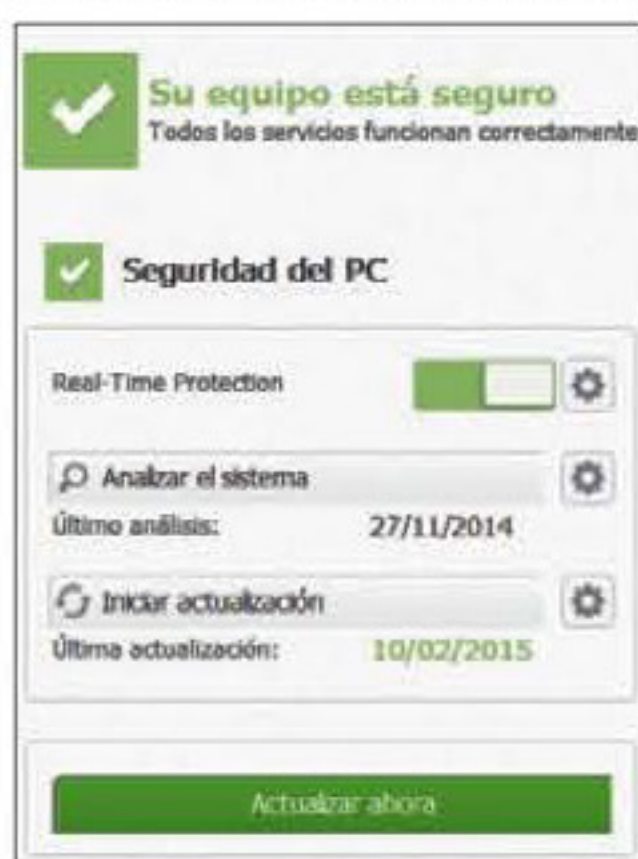 Su equipo está seguro
Todos los servicios funcionan correctamente
Seguridad del PC
Real-Time Protection
Analizar el sistema
Último análisis: 27/11/2014
Iniciar actualización
Última actualización: 10/02/2015
Actualizar ahora